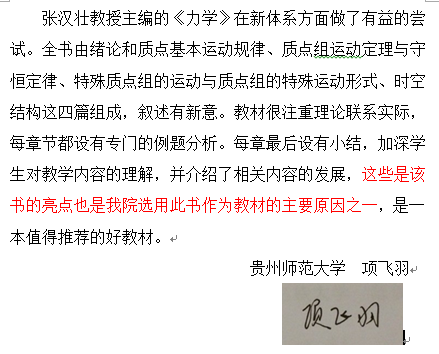 张汉壮教授主编的《力学》在新体系方面做了有益的尝
试。全书由绪论和质点基本运动规律、质点组运动定理与守
恒定律、特殊质点组的运动与质点组的特殊运动形式、时空
结构这四篇组成，叙述有新意。教材很注重理论联系实际，
每章节都设有专门的例题分析。每章最后设有小结，加深学
生对教学内容的理解，并介绍了相关内容的发展，这些是该
书的亮点也是我院选用此书作为教材的主要原因之一，是一
本值得推荐的好教材。
贵州师范大学 项飞羽
项飞羽